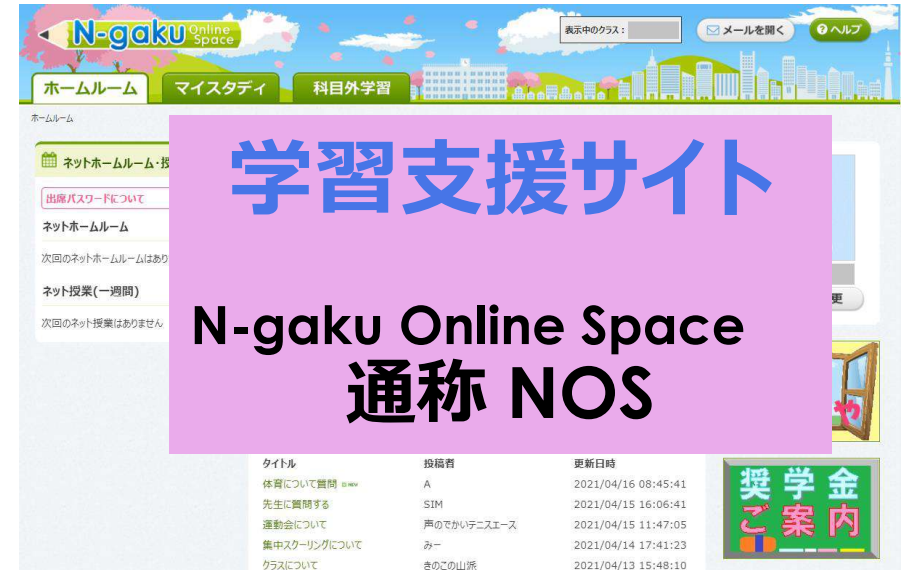 N-gaku Online Space
表示中のクラス：
メールを開く
ヘルプ
ホームルーム
マイスタディ
科目外学習
ホームルーム
ネットホームルーム・授
出席パスワードについて
ネットホームルーム
次回のネットホームルームはあり
ネット授業(一週間)
次回のネット授業はありません
学習支援サイト
N-gaku Online Space
通称 NOS
更
や
タイトル
投稿者
更新日時
体育について質問
A
2021/04/16 08:45:41
先生に質問する
SIM
2021/04/15 16:06:41
運動会について
声のでかいテニスエース
2021/04/15 11:47:05
集中スクーリングについて
みー
2021/04/14 17:41:23
クラスについて
きのこの山派
2021/04/13 15:48:10
奨学金
ご案内